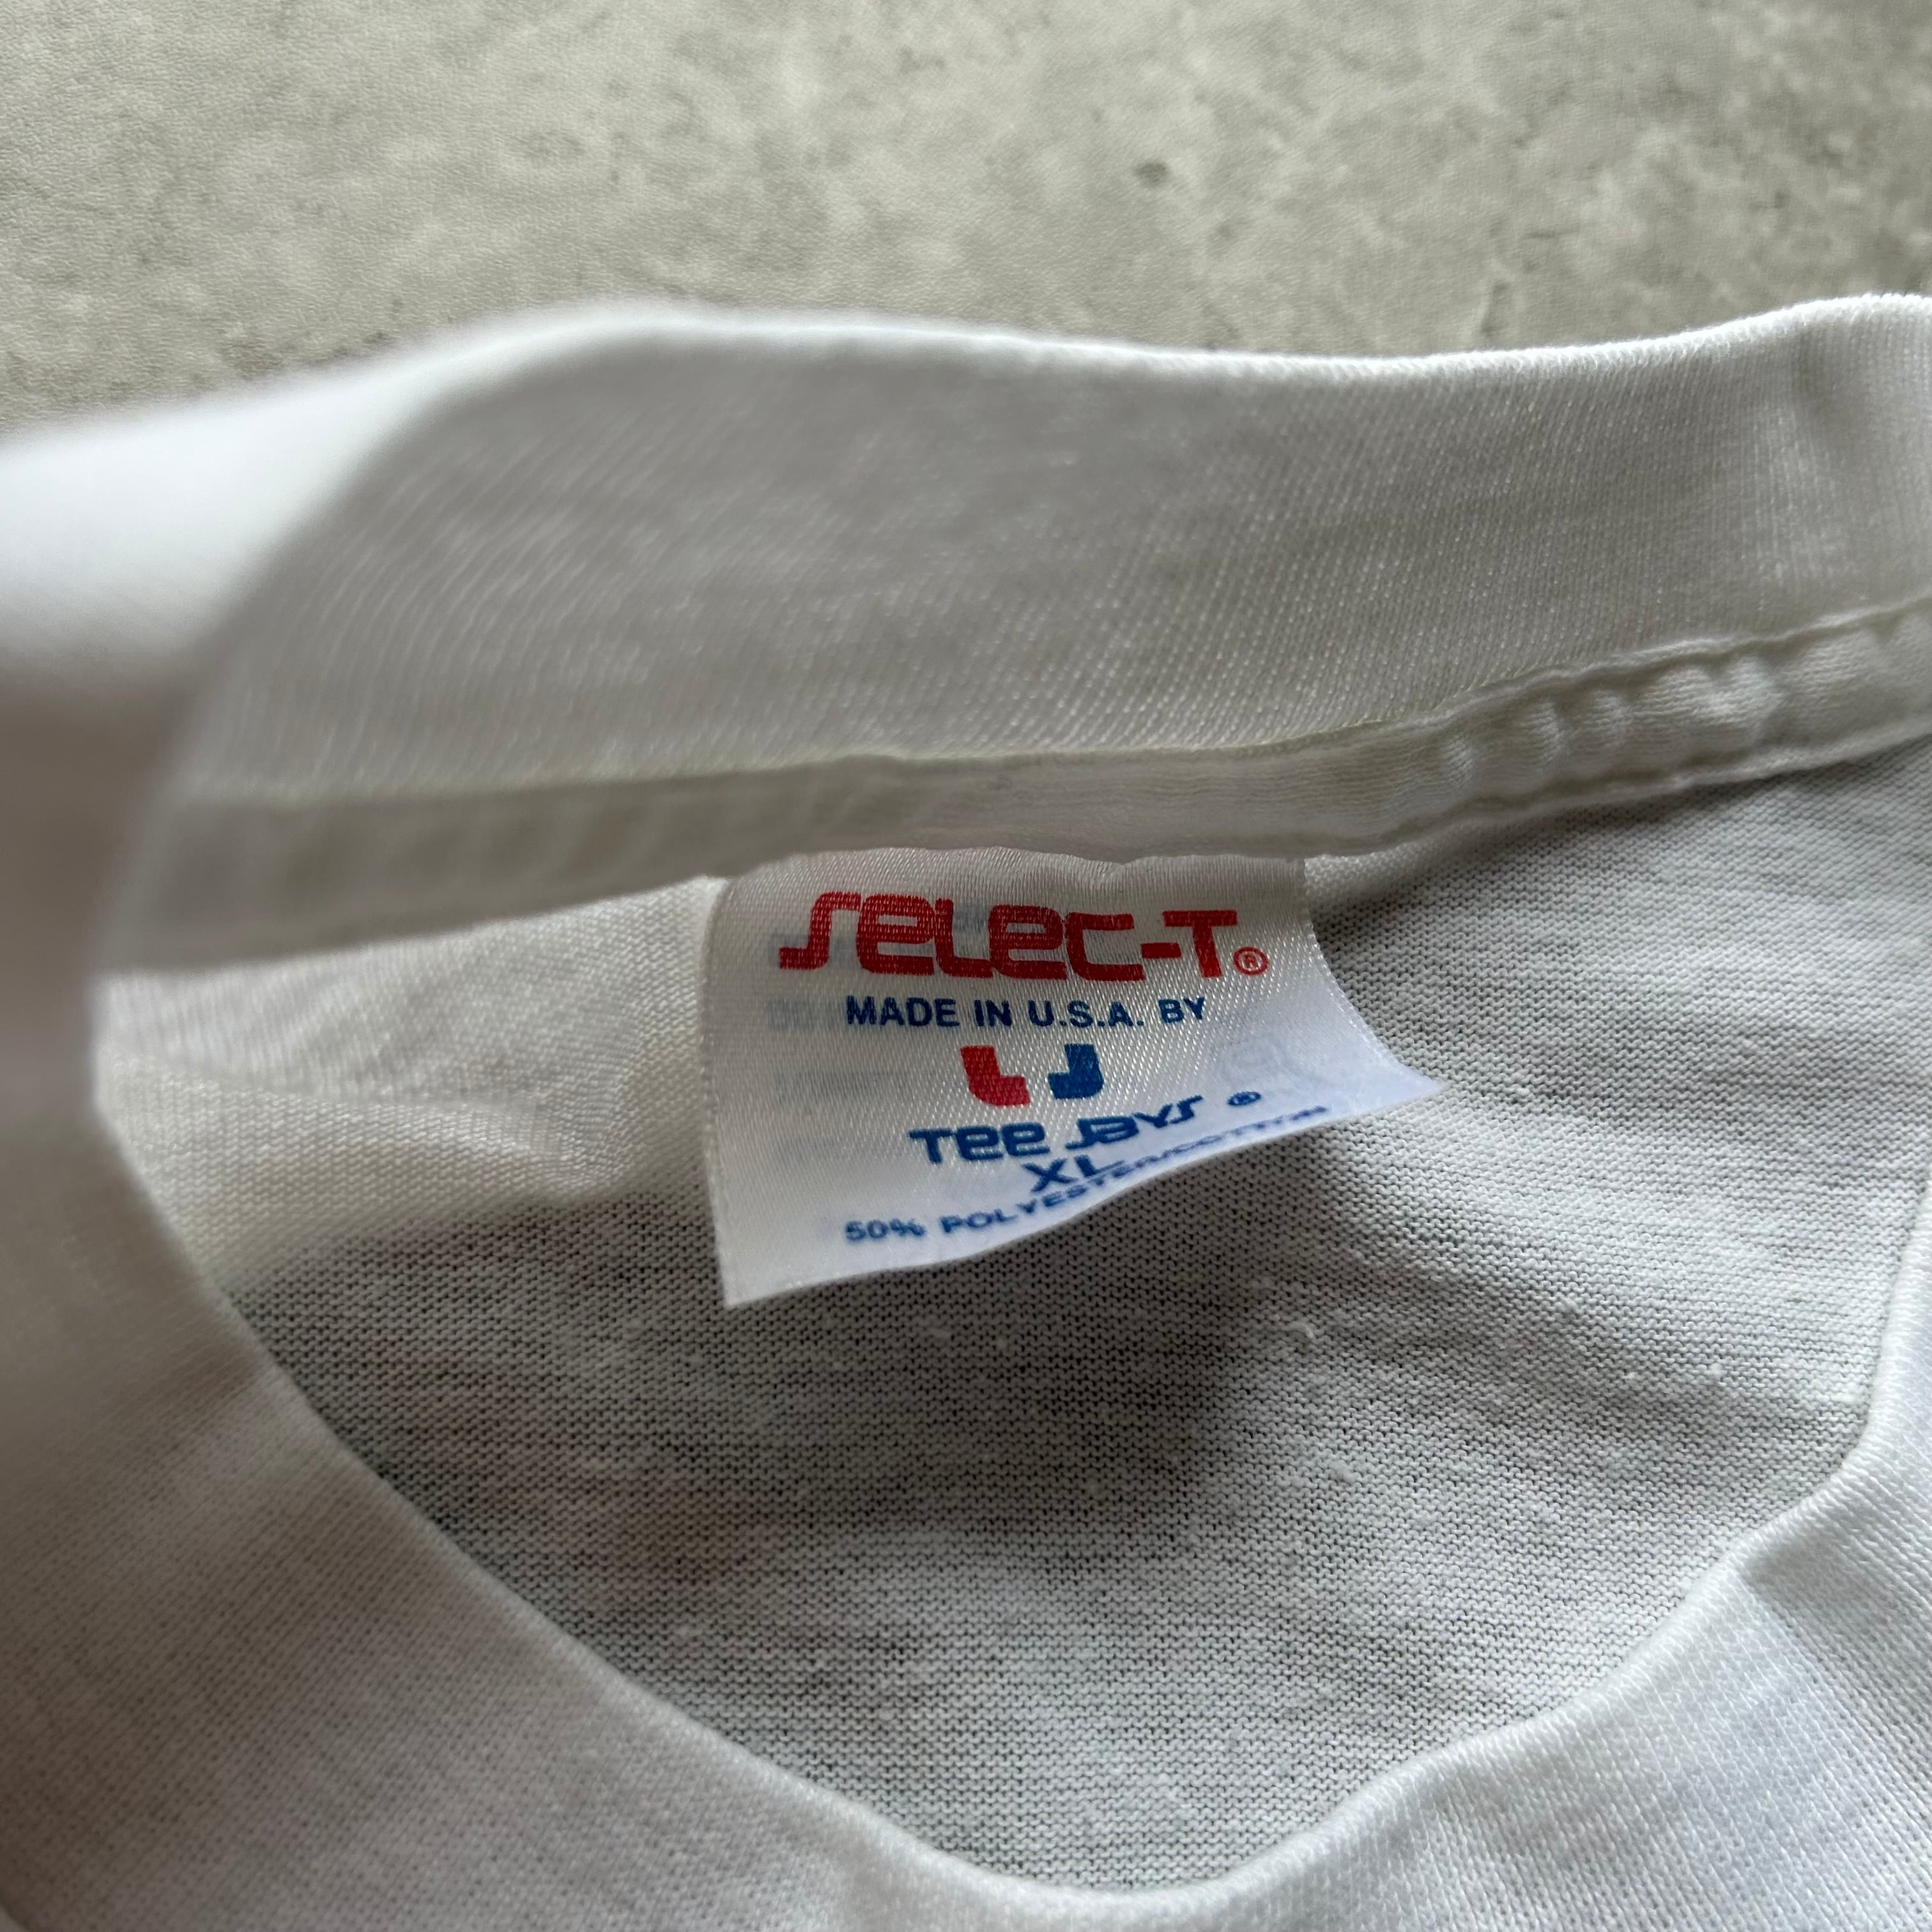 SELEC-T®
MADE IN U.S.A. BY
TEE JAYS ®
XL
50% POLYESTER/COTTON